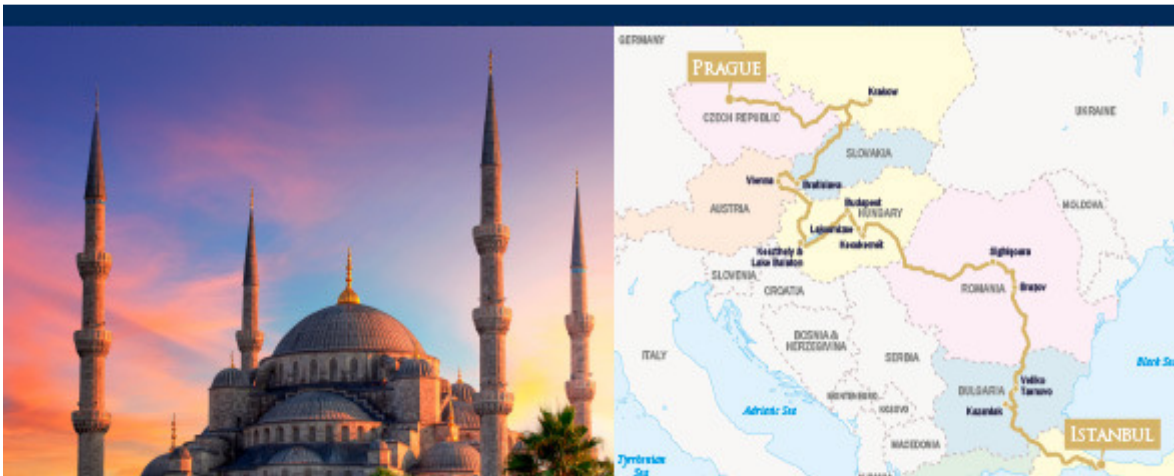 GERMANY
PRAGUE
Krakow
CZECH REPUBLIC
UKRAINE
SLOVAKIA
Vienna
Bratislava
MOLDOVA
AUSTRIA
Budapest
HUNGARY
Kecskemét
Keszthely &
Lake Balaton
Sighișoara
SLOVENIA
CROATIA
ROMANIA
Brașov
BOSNIA &
HERZEGIVINA
ITALY
SERBIA
Black Sea
Veliko
Tarnovo
BULGARIA
MONTENEGRO
Kazanlak
KOSOVO
Adriatic Sea
ISTANBUL
MACEDONIA
Tyrrhenian
Sea